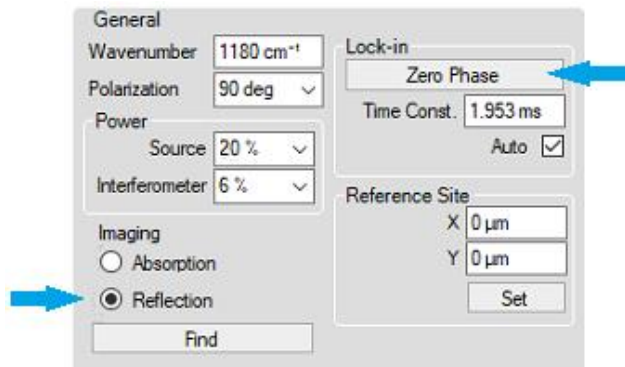 General
Wavenumber 1180 cm⁻¹
Polarization 90 deg
Power
Source 20 %
Interferometer 6 %
Imaging
Absorption
Reflection
Find
Lock-in
Zero Phase
Time Const. 1.953 ms
Auto
Reference Site
X 0 µm
Y 0 µm
Set